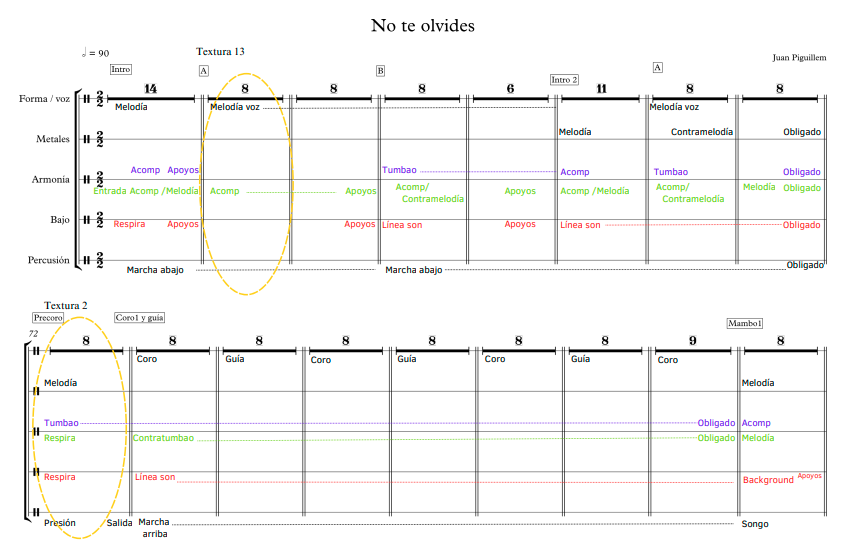 No te olvides
𝅗𝅥 = 90
Textura 13
Juan Piguillem
Intro
A
B
Intro 2
A
14
8
8
8
6
11
8
8
Forma / voz
Melodía
Melodía voz
Melodía voz
Metales
Melodía
Contramelodía
Obligado
Armonía
Acomp
Apoyos
Tumbao
Acomp
Tumbao
Obligado
Entrada Acomp /Melodía
Acomp
Apoyos
Acomp/
Contramelodía
Apoyos
Acomp /Melodía
Acomp/
Contramelodía
Melodía
Obligado
Bajo
Respira
Apoyos
Apoyos
Línea son
Apoyos
Línea son
Obligado
Percusión
Marcha abajo
Marcha abajo
Obligado
Textura 2
Precoro
Coro1 y guía
Mambo1
72
8
8
8
8
8
8
8
9
8
Coro
Guía
Coro
Guía
Coro
Guía
Coro
Melodía
Melodía
Tumbao
Obligado
Acomp
Respira
Contratumbao
Obligado
Melodía
Respira
Línea son
Background
Apoyos
Presión
Salida
Marcha
arriba
Songo